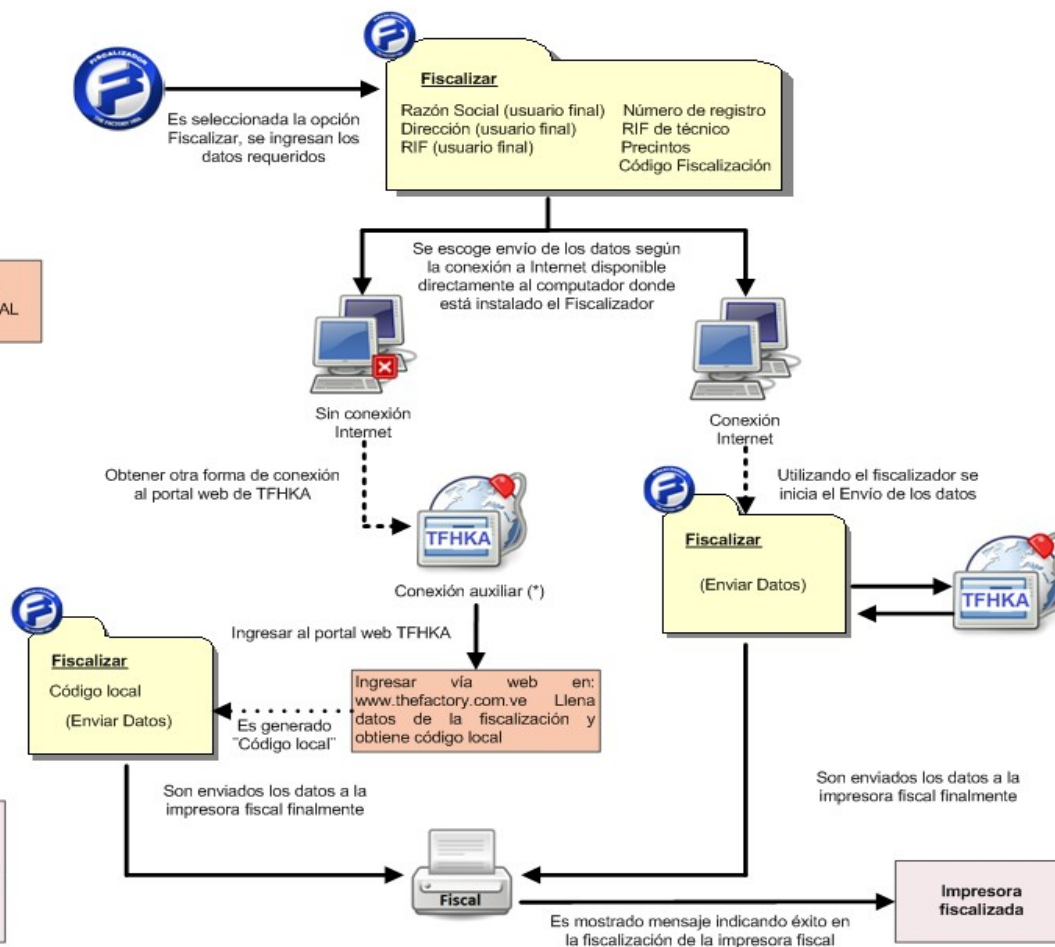 FISCALIZADOR
THE FACTORY HKA
Fiscalizar
Razón Social (usuario final)
Dirección (usuario final)
RIF (usuario final)
Número de registro
RIF de técnico
Precintos
Código Fiscalización
Es seleccionada la opción
Fiscalizar, se ingresan los
datos requeridos
AL
Se escoge envío de los datos según
la conexión a Internet disponible
directamente al computador donde
está instalado el Fiscalizador
Sin conexión
Internet
Conexión
Internet
Obtener otra forma de conexión
al portal web de TFHKA
Utilizando el fiscalizador se
inicia el Envío de los datos
TFHKA
Conexión auxiliar (*)
Fiscalizar
(Enviar Datos)
TFHKA
Ingresar al portal web TFHKA
Fiscalizar
Código local
(Enviar Datos)
Es generado
¨Código local¨
Ingresar vía web en:
www.thefactory.com.ve Llena
datos de la fiscalización y
obtiene código local
Son enviados los datos a la
impresora fiscal finalmente
Son enviados los datos a la
impresora fiscal finalmente
Fiscal
Es mostrado mensaje indicando éxito en
la fiscalización de la impresora fiscal
Impresora
fiscalizada